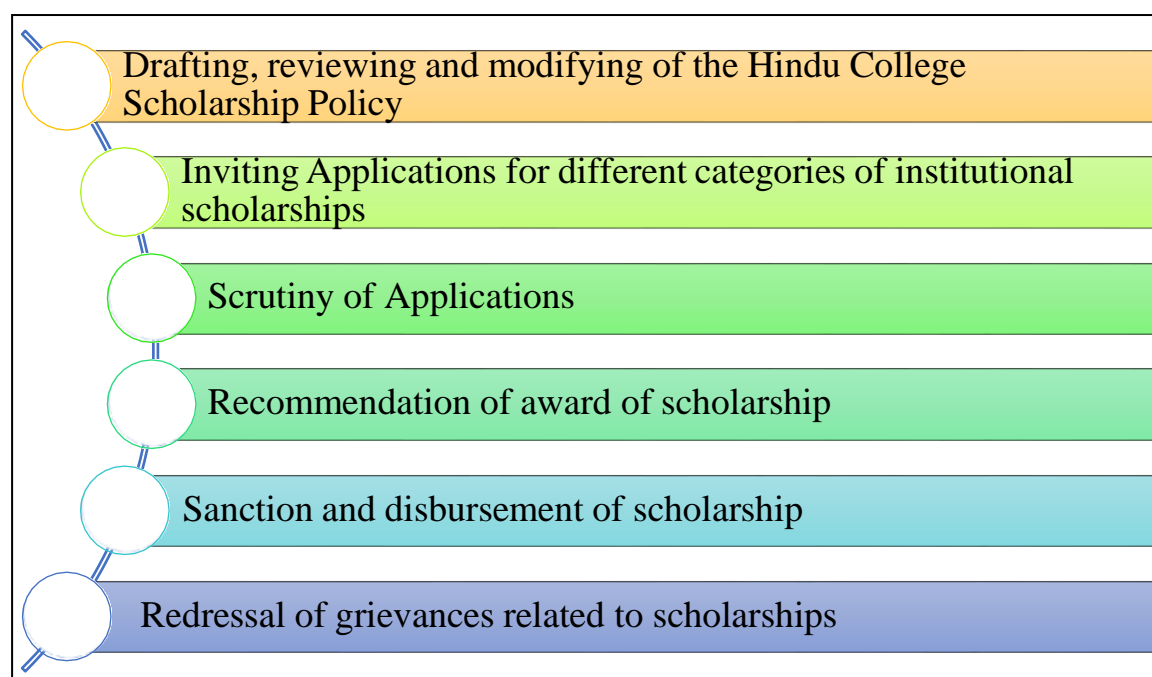 Drafting, reviewing and modifying of the Hindu College
Scholarship Policy
Inviting Applications for different categories of institutional
scholarships
Scrutiny of Applications
Recommendation of award of scholarship
Sanction and disbursement of scholarship
Redressal of grievances related to scholarships